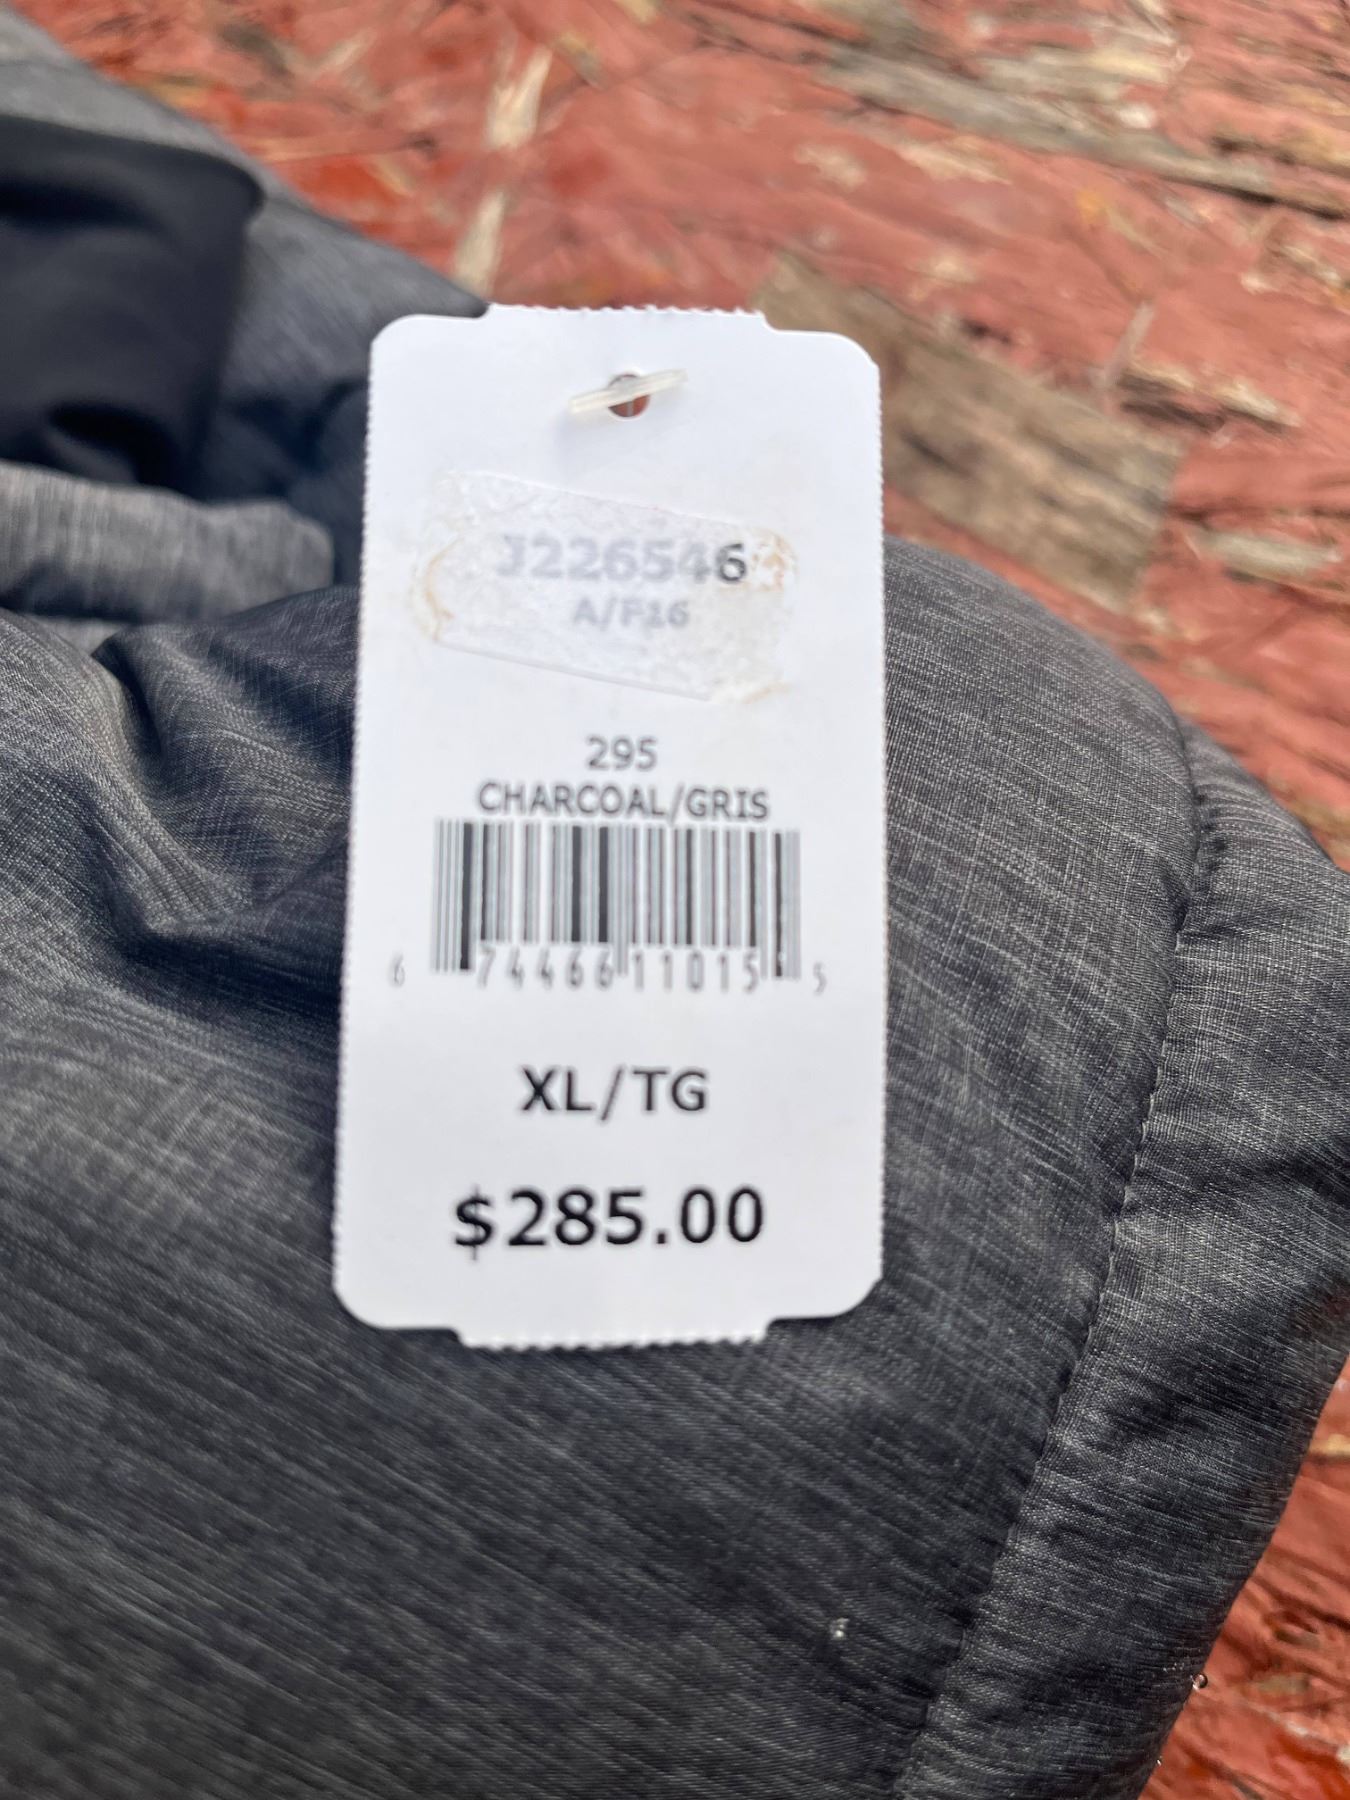 J226546
A/F16
295
CHARCOAL/GRIS
6 74466 11015 5
XL/TG
$285.00